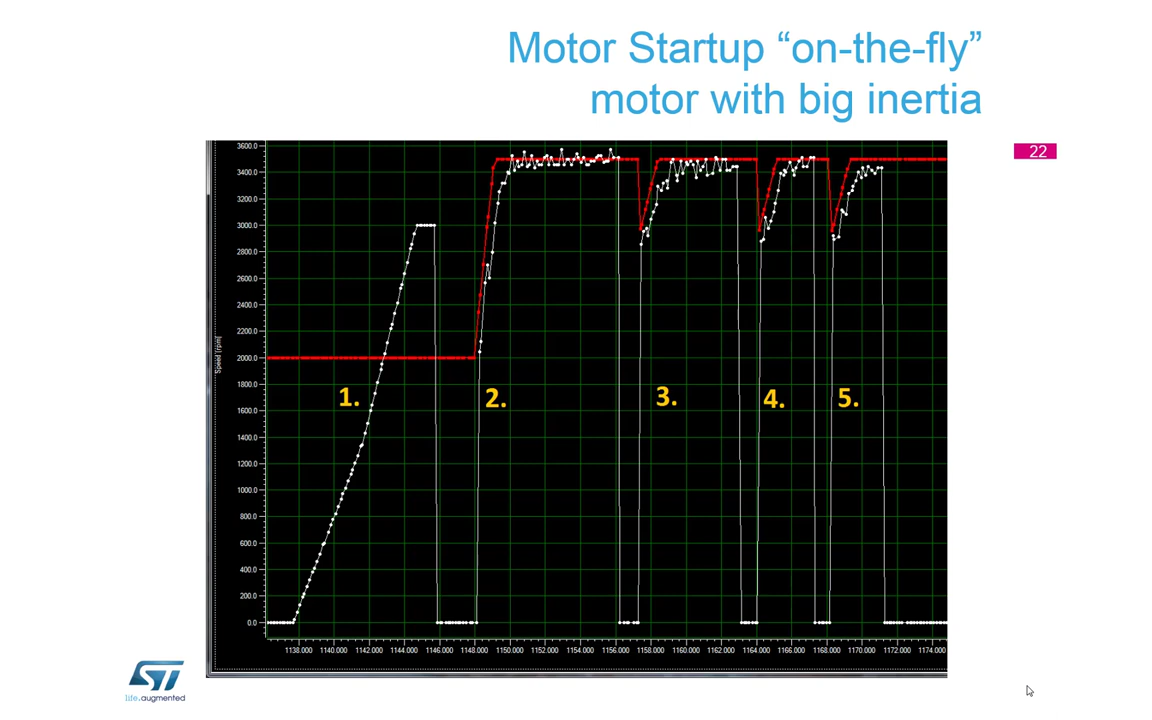 Motor Startup “on-the-fly”
motor with big inertia
22
3600.0
3400.0
3200.0
3000.0
2800.0
2600.0
2400.0
2200.0
2000.0
1800.0
1600.0
1400.0
1200.0
1000.0
800.0
600.0
400.0
200.0
0.0
Speed [rpm]
1. 2. 3. 4. 5.
1138.000 1140.000 1142.000 1144.000 1146.000 1148.000 1150.000 1152.000 1154.000 1156.000 1158.000 1160.000 1162.000 1164.000 1166.000 1168.000 1170.000 1172.000 1174.000
ST
life.augmented